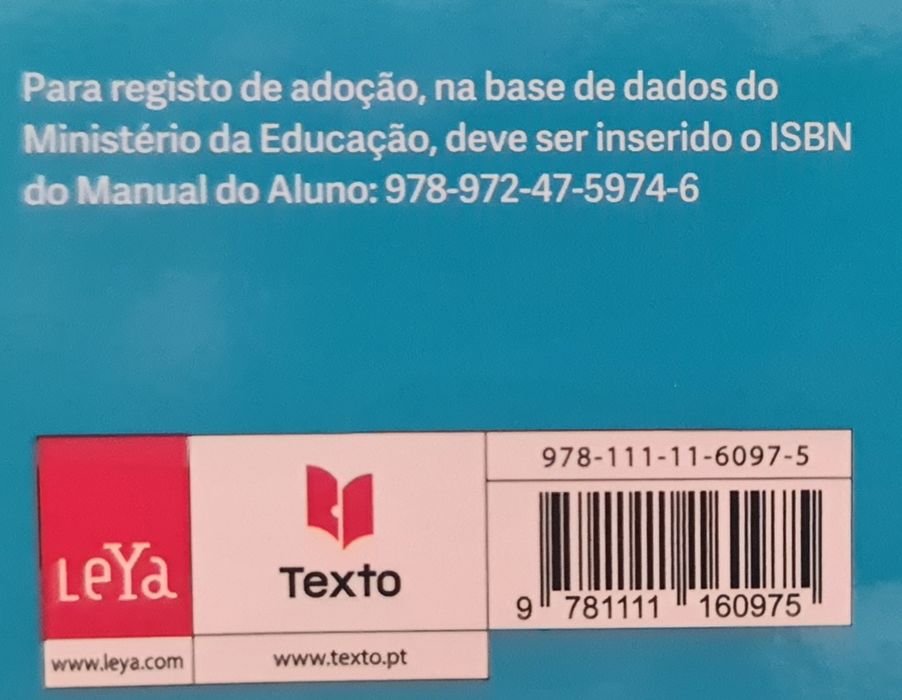 Para registo de adoção, na base de dados do
Ministério da Educação, deve ser inserido o ISBN
do Manual do Aluno: 978-972-47-5974-6
978-111-11-6097-5
LeYa
Texto
9 781111 160975
www.leya.com
www.texto.pt